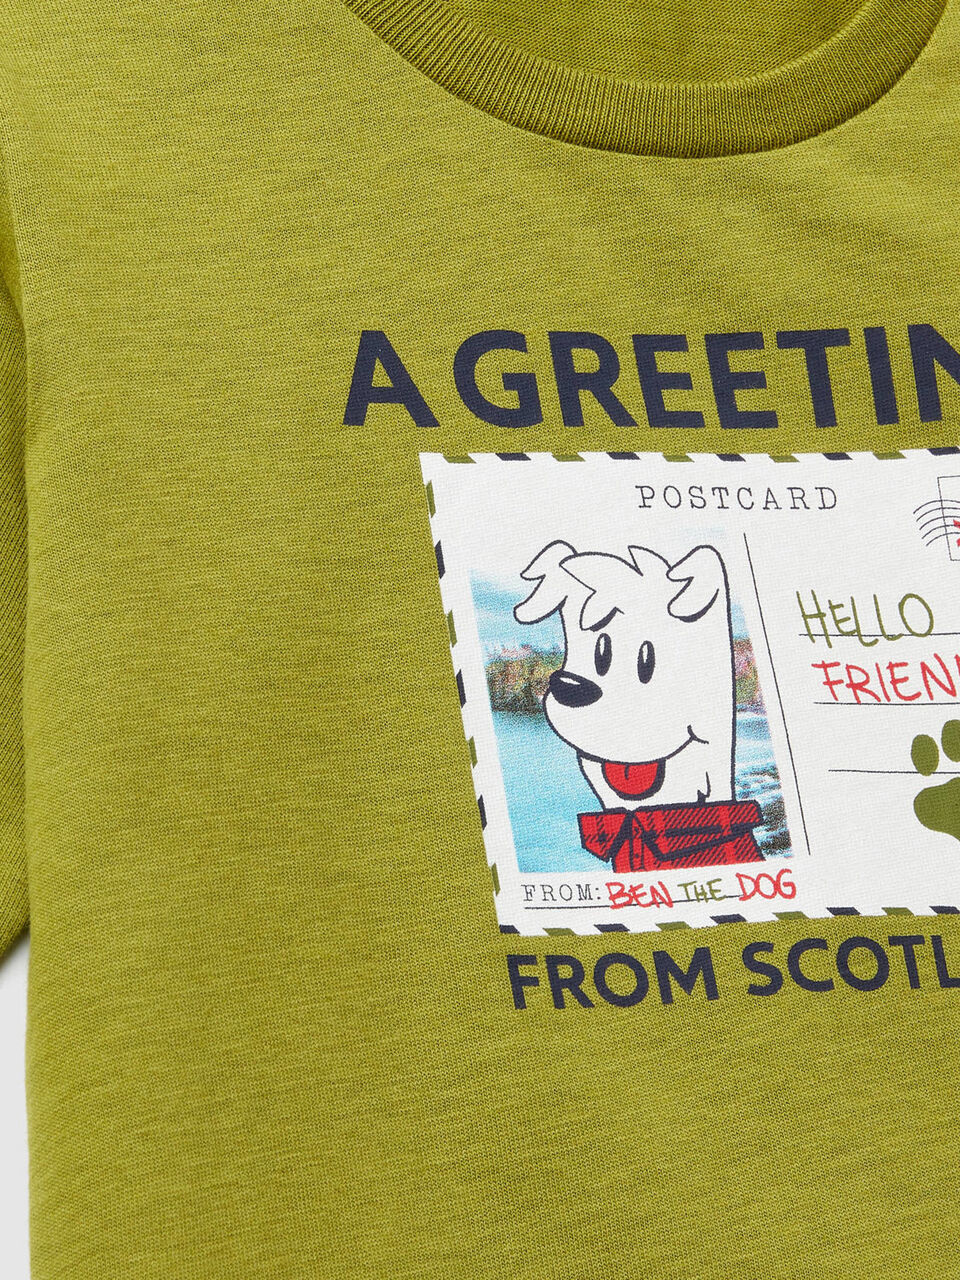 A GREETIN
POSTCARD
HELLO
FRIEN
FROM: BEN THE DOG
FROM SCOTL